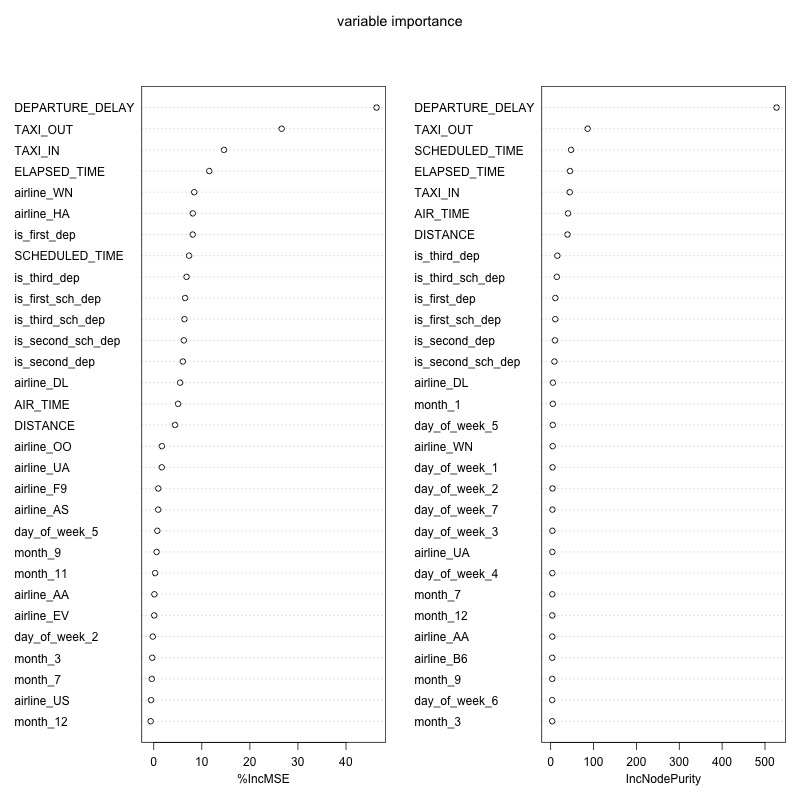 variable importance
DEPARTURE_DELAY
TAXI_OUT
TAXI_IN
ELAPSED_TIME
airline_WN
airline_HA
is_first_dep
SCHEDULED_TIME
is_third_dep
is_first_sch_dep
is_third_sch_dep
is_second_sch_dep
is_second_dep
airline_DL
AIR_TIME
DISTANCE
airline_OO
airline_UA
airline_F9
airline_AS
day_of_week_5
month_9
month_11
airline_AA
airline_EV
day_of_week_2
month_3
month_7
airline_US
month_12
0 10 20 30 40
%IncMSE
DEPARTURE_DELAY
TAXI_OUT
SCHEDULED_TIME
ELAPSED_TIME
TAXI_IN
AIR_TIME
DISTANCE
is_third_dep
is_third_sch_dep
is_first_dep
is_first_sch_dep
is_second_dep
is_second_sch_dep
airline_DL
month_1
day_of_week_5
airline_WN
day_of_week_1
day_of_week_2
day_of_week_7
day_of_week_3
airline_UA
day_of_week_4
month_7
month_12
airline_AA
airline_B6
month_9
day_of_week_6
month_3
0 100 200 300 400 500
IncNodePurity